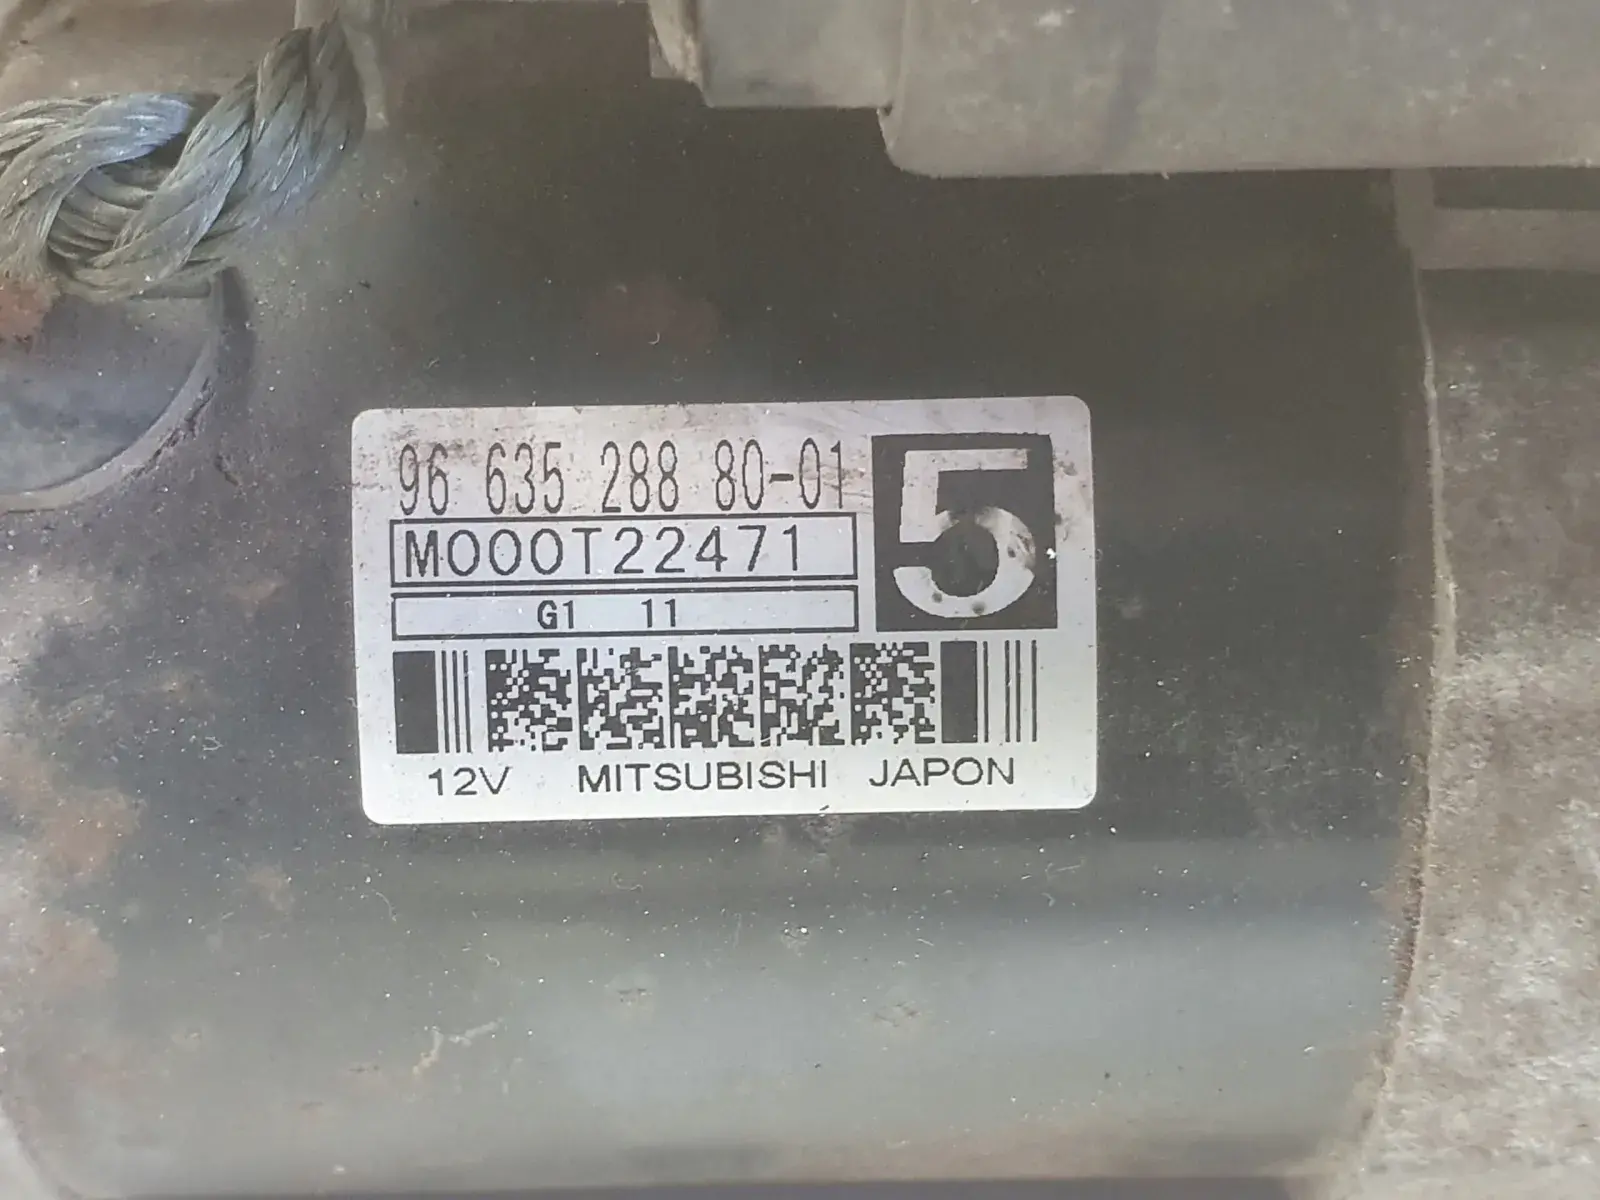 96 635 288 80-01
5
M000T22471
G1 11
12V MITSUBISHI JAPON